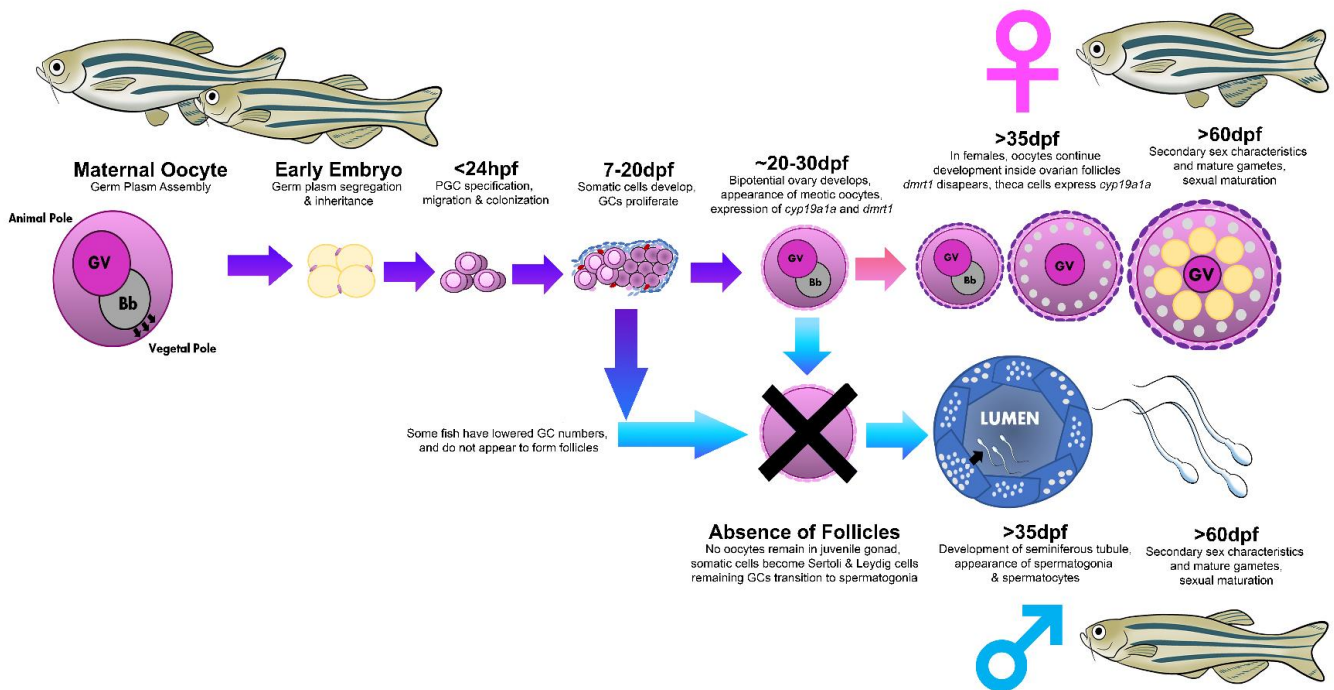 Maternal Oocyte
Germ Plasm Assembly
Animal Pole
GV
Bb
Vegetal Pole
Early Embryo
Germ plasm segregation
& inheritance
<24hpf
PGC specification,
migration & colonization
7-20dpf
Somatic cells develop,
GCs proliferate
~20-30dpf
Bipotential ovary develops,
appearance of meotic oocytes,
expression of cyp19a1a and dmrt1
GV
Bb
>35dpf
In females, oocytes continue
development inside ovarian follicles
dmrt1 disapears, theca cells express cyp19a1a
GV
Bb
GV
>60dpf
Secondary sex characteristics
and mature gametes,
sexual maturation
GV
Some fish have lowered GC numbers,
and do not appear to form follicles
Absence of Follicles
No oocytes remain in juvenile gonad,
somatic cells become Sertoli & Leydig cells
remaining GCs transition to spermatogonia
LUMEN
>35dpf
Development of seminiferous tubule,
appearance of spermatogonia
& spermatocytes
>60dpf
Secondary sex characteristics
and mature gametes,
sexual maturation